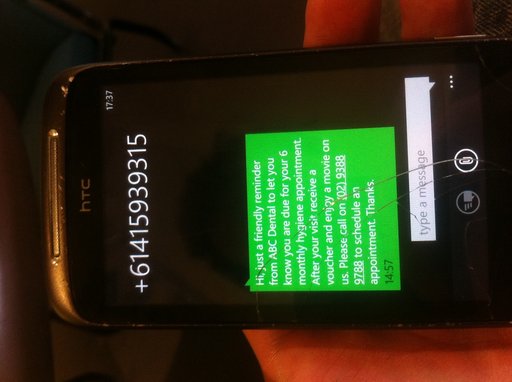 hTC
17:37
+61415939315
Hi, just a friendly reminder
from ABC Dental to let you
know you are due for your 6
monthly hygiene appointment.
After your visit receive a
voucher and enjoy a movie on
us. Please call on (02) 9388
9788 to schedule an
appointment. Thanks.
14:57
type a message